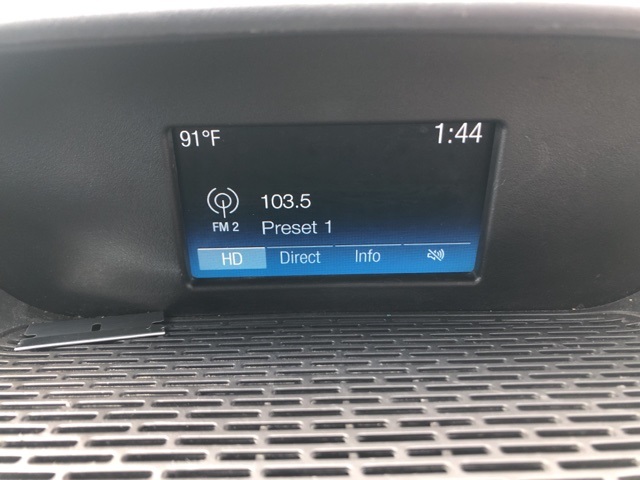 91°F 1:44
103.5
FM 2 Preset 1
HD Direct Info